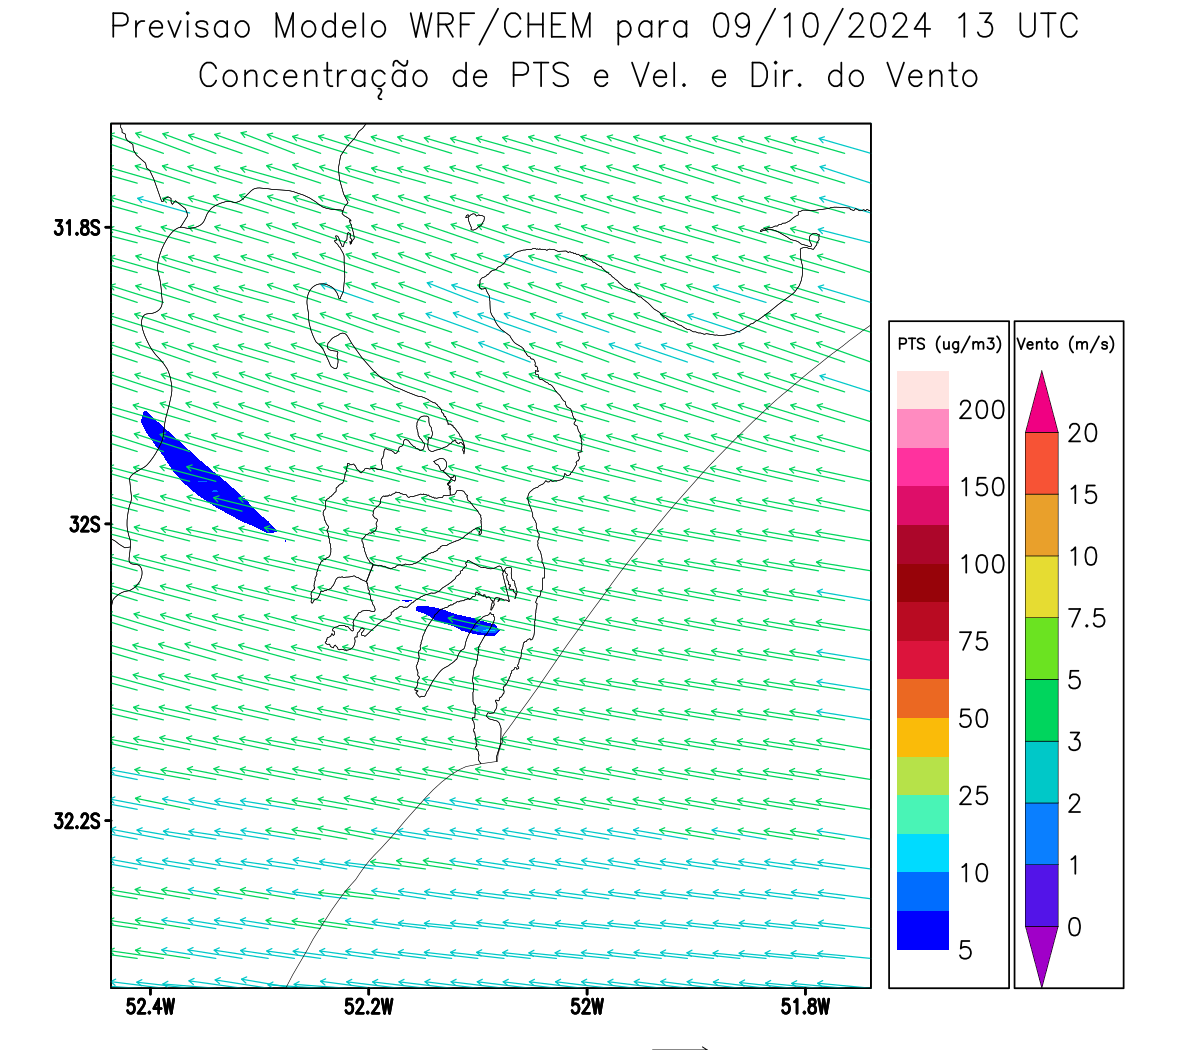 Previsao Modelo WRF/CHEM para 09/10/2024 13 UTC
Concentração de PTS e Vel. e Dir. do Vento
31.8S
32S
32.2S
52.4W 52.2W 52W 51.8W
PTS (ug/m3)
200
150
100
75
50
25
10
5
Vento (m/s)
20
15
10
7.5
5
3
2
1
0